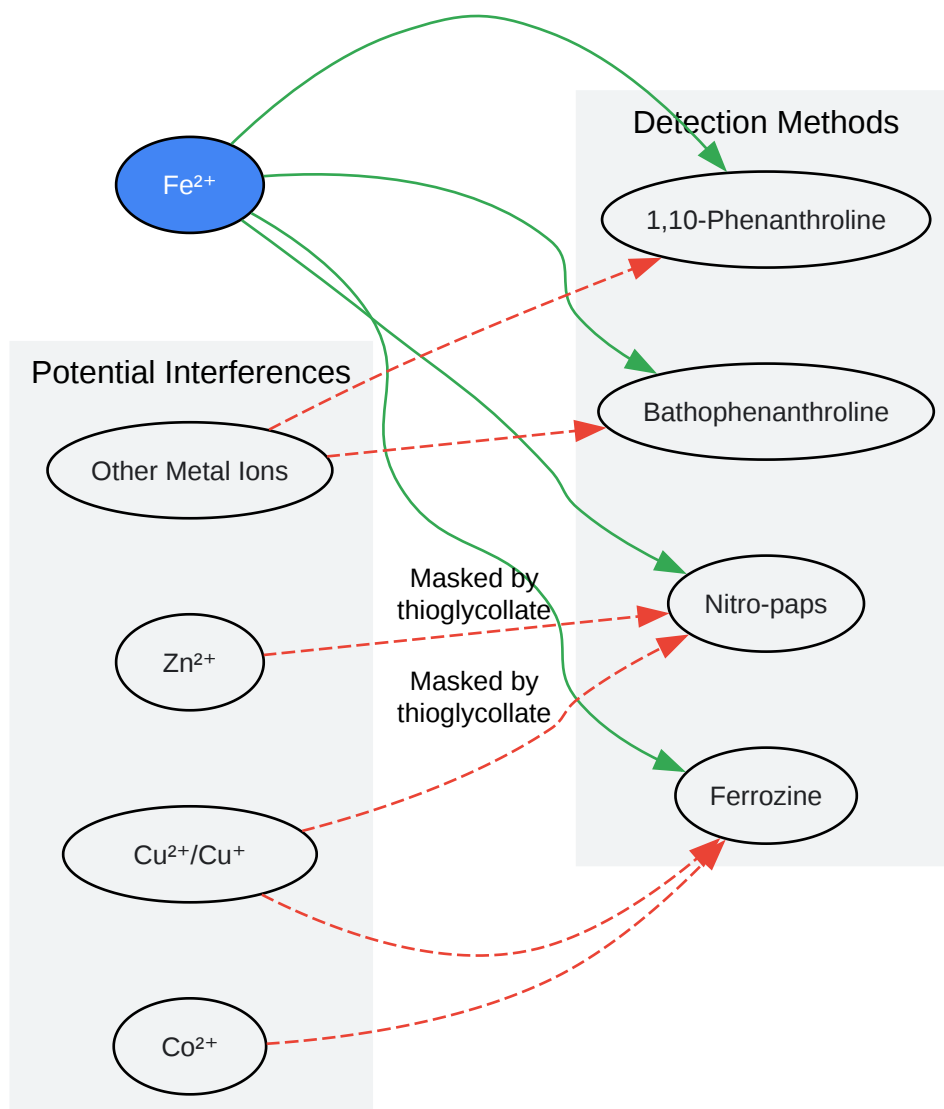 Detection Methods
Fe²⁺
1,10-Phenanthroline
Potential Interferences
Bathophenanthroline
Other Metal Ions
Masked by
thioglycollate
Nitro-paps
Zn²⁺
Masked by
thioglycollate
Ferrozine
Cu²⁺/Cu⁺
Co²⁺